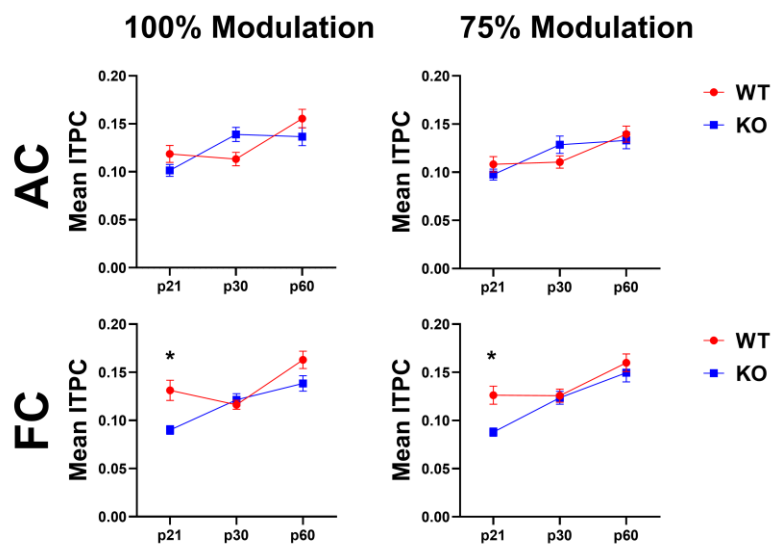 100% Modulation
75% Modulation
AC
Mean ITPC
0.20
0.15
0.10
0.05
0.00
p21 p30 p60
Mean ITPC
0.20
0.15
0.10
0.05
0.00
p21 p30 p60
WT
KO
FC
Mean ITPC
0.20
0.15
0.10
0.05
0.00
*
p21 p30 p60
Mean ITPC
0.20
0.15
0.10
0.05
0.00
*
p21 p30 p60
WT
KO